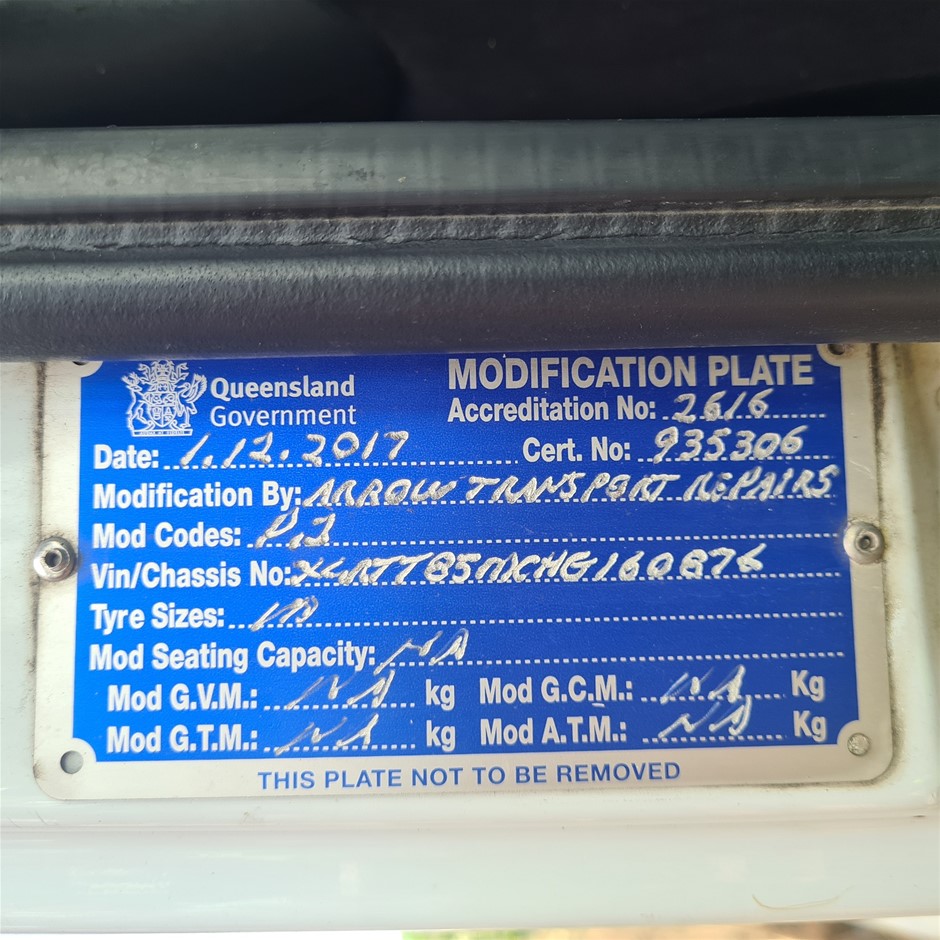 Queensland
Government
MODIFICATION PLATE
Accreditation No: 2616
Date: 1.12.2017 Cert. No: 935306
Modification By: ARROW TRANSPORT REPAIRS
Mod Codes: P.2
Vin/Chassis No: XLRTT85MXCHG160876
Tyre Sizes:
Mod Seating Capacity: NA
Mod G.V.M.: NA kg Mod G.C.M.: NA Kg
Mod G.T.M.: NA kg Mod A.T.M.: NA Kg
THIS PLATE NOT TO BE REMOVED